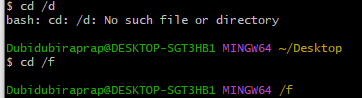 $ cd /d
bash: cd: /d: No such file or directory
Dubidubiraprap@DESKTOP-SGT3HB1 MINGW64 ~/Desktop
$ cd /f
Dubidubiraprap@DESKTOP-SGT3HB1 MINGW64 /f